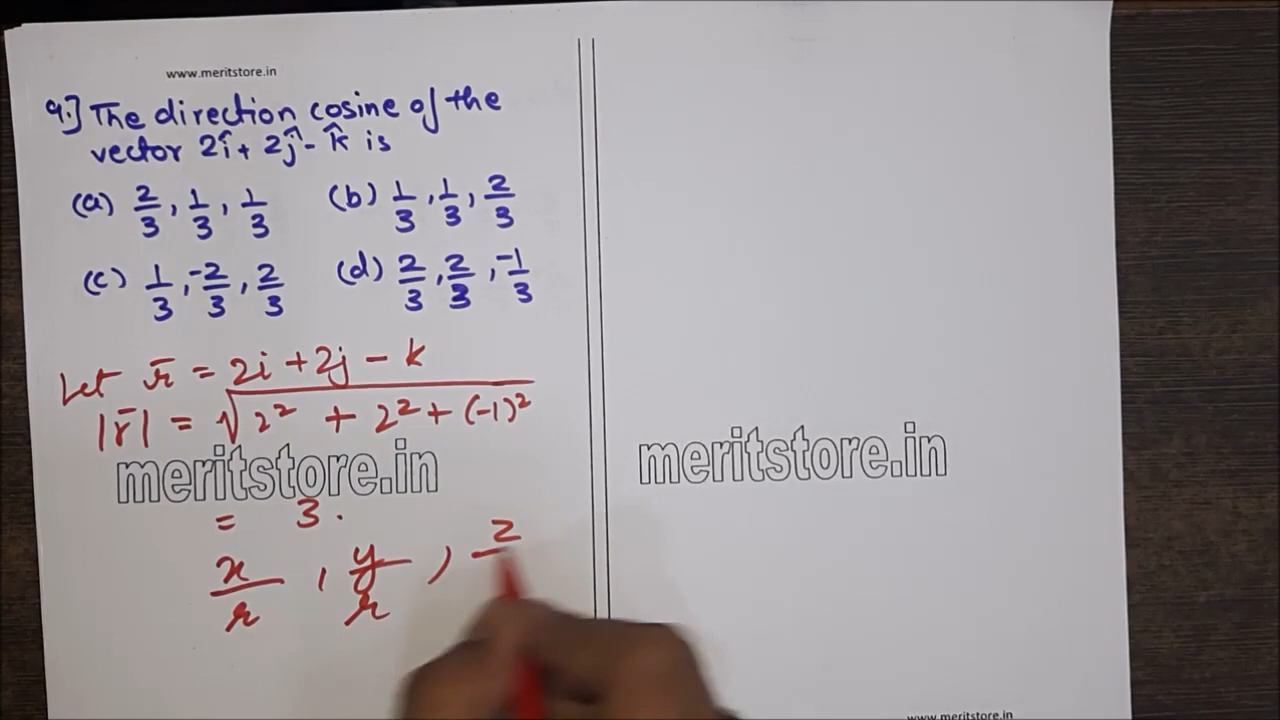 www.meritstore.in
9.] The direction cosine of the
vector 2î + 2ĵ - k̂ is
(a) 2/3, 1/3, 1/3 (b) 1/3, 1/3, 2/3
(c) 1/3, -2/3, 2/3 (d) 2/3, 2/3, -1/3
Let r̄ = 2i + 2j - k
|r̄| = √2² + 2² + (-1)²
meritstore.in
meritstore.in
= 3.
x/r, y/r, z
www.meritstore.in